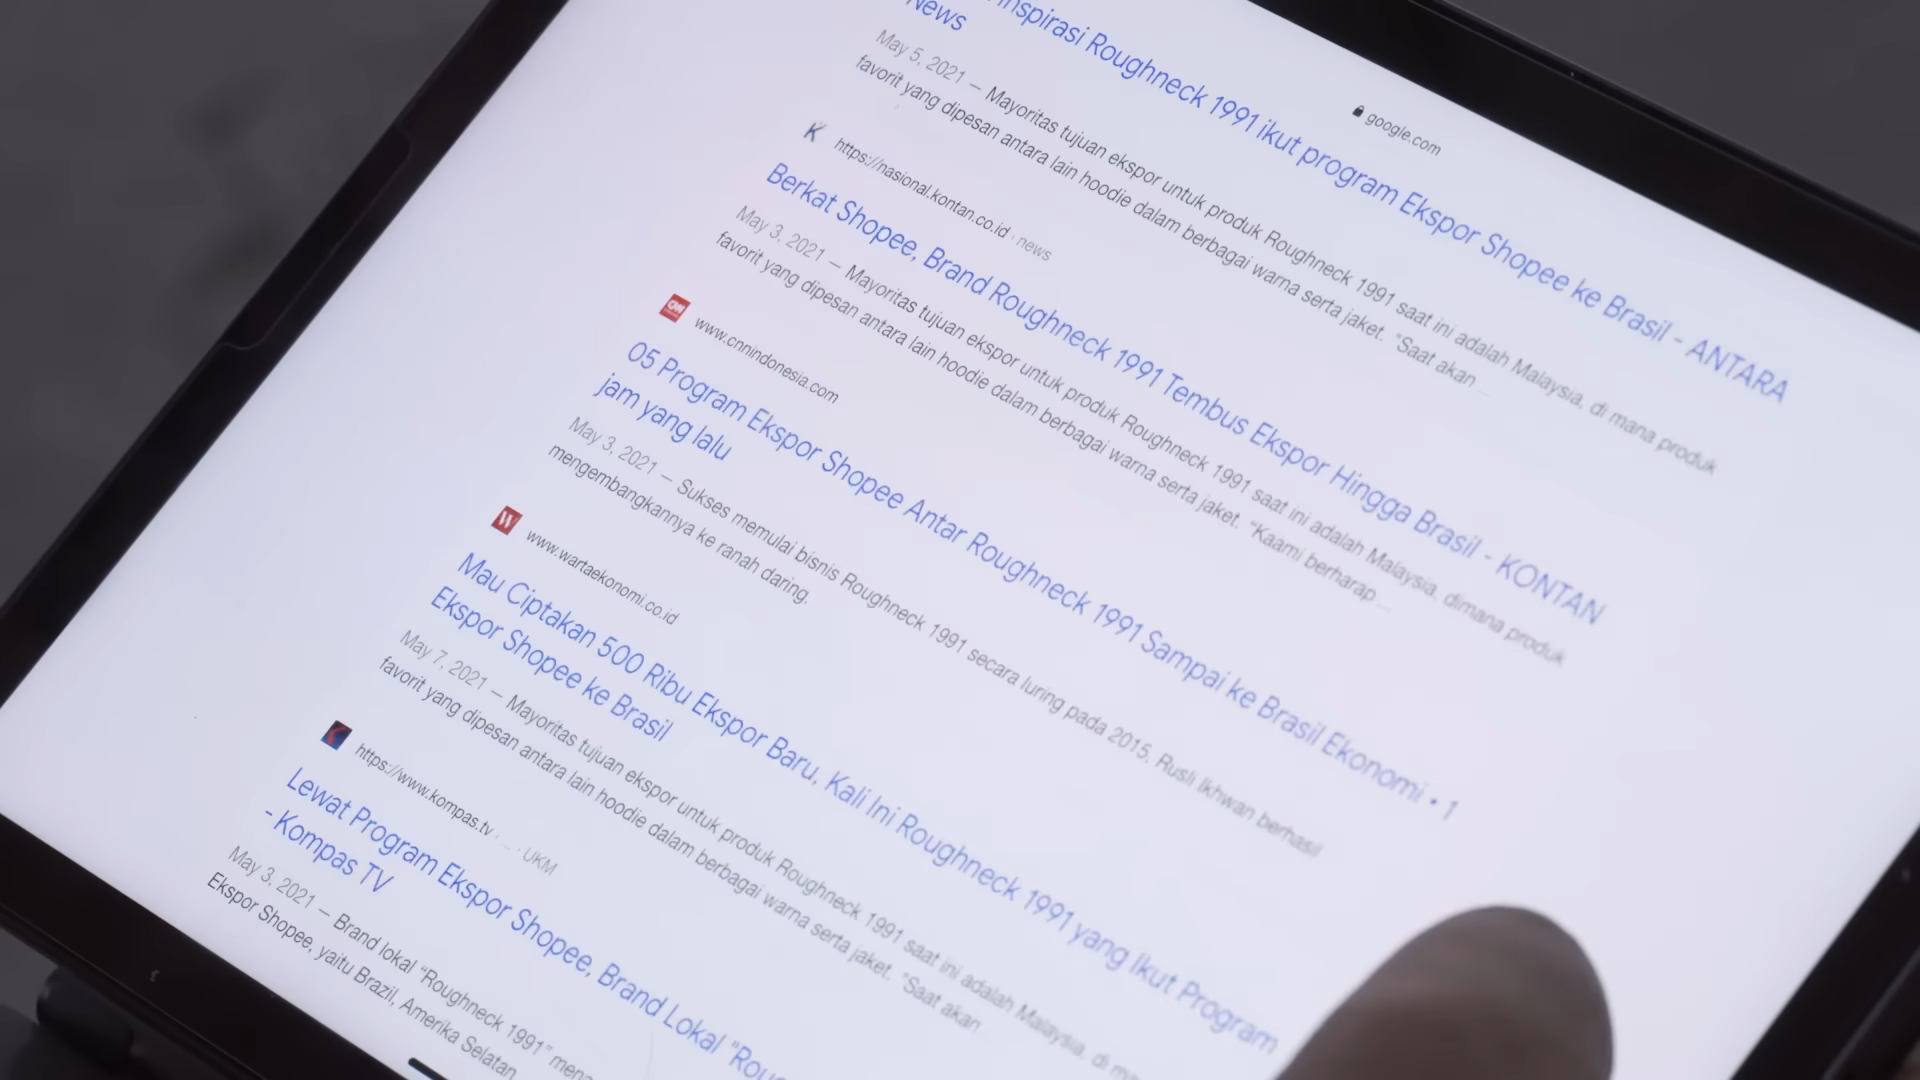 google.com
Inspirasi Roughneck 1991 ikut program Ekspor Shopee ke Brasil - ANTARA
News
May 5, 2021 — Mayoritas tujuan ekspor untuk produk Roughneck 1991 saat ini adalah Malaysia, di mana produk
favorit yang dipesan antara lain hoodie dalam berbagai warna serta jaket. "Saat akan ...
K
https://nasional.kontan.co.id › news
Berkat Shopee, Brand Roughneck 1991 Tembus Ekspor Hingga Brasil - KONTAN
May 3, 2021 — Mayoritas tujuan ekspor untuk produk Roughneck 1991 saat ini adalah Malaysia, dimana produk
favorit yang dipesan antara lain hoodie dalam berbagai warna serta jaket. "Kaami berharap ...
CNN
www.cnnindonesia.com
05 Program Ekspor Shopee Antar Roughneck 1991 Sampai ke Brasil Ekonomi • 1
jam yang lalu
May 3, 2021 — Sukses memulai bisnis Roughneck 1991 secara luring pada 2015, Rusli Ikhwan berhasil
mengembangkannya ke ranah daring.
W
www.wartaekonomi.co.id
Mau Ciptakan 500 Ribu Ekspor Baru, Kali Ini Roughneck 1991 yang Ikut Program
Ekspor Shopee ke Brasil
May 7, 2021 — Mayoritas tujuan ekspor untuk produk Roughneck 1991 saat ini adalah Malaysia, di
favorit yang dipesan antara lain hoodie dalam berbagai warna serta jaket. "Saat akan
https://www.kompas.tv › ... › UKM
Lewat Program Ekspor Shopee, Brand Lokal "Rou
- Kompas TV
May 3, 2021 — Brand lokal "Roughneck 1991" mena
Ekspor Shopee, yaitu Brazil, Amerika Selatan